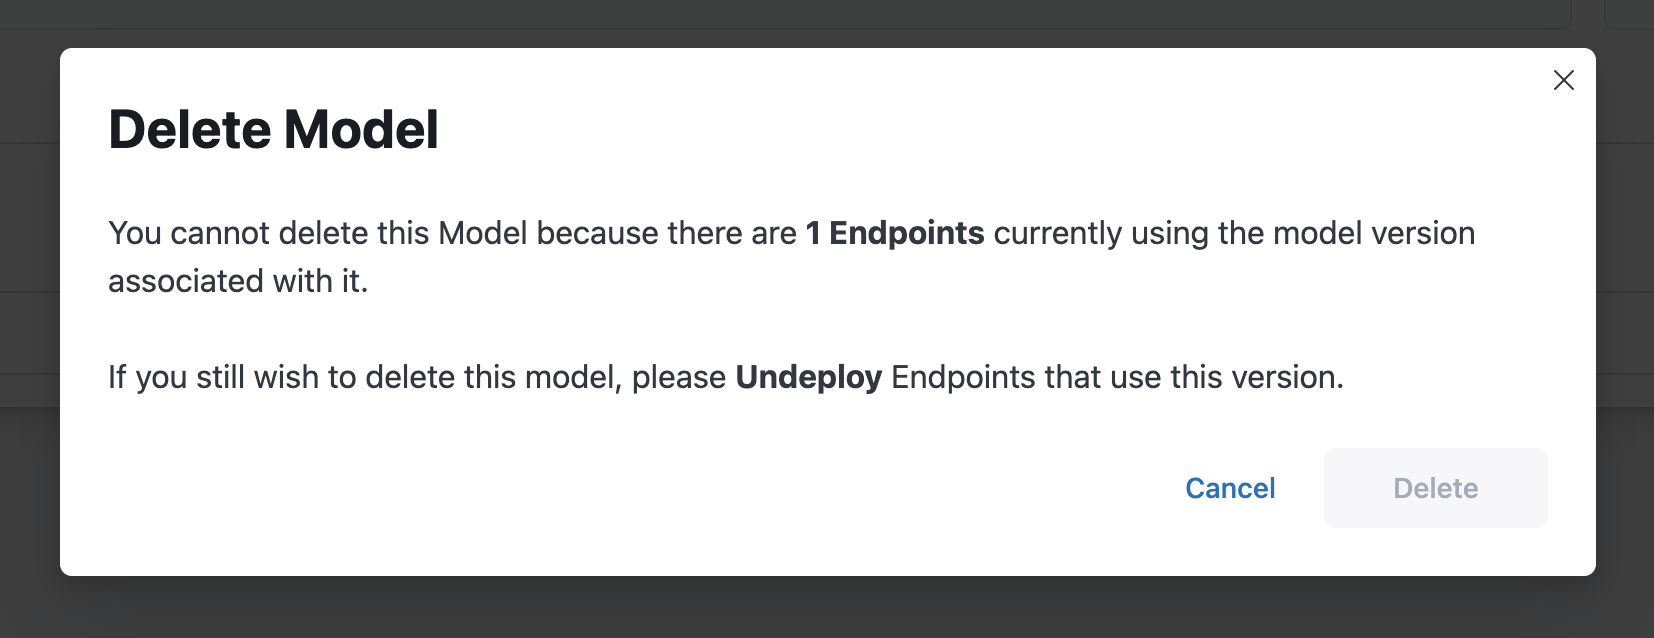 Delete Model
You cannot delete this Model because there are 1 Endpoints currently using the model version
associated with it.
If you still wish to delete this model, please Undeploy Endpoints that use this version.
Cancel
Delete